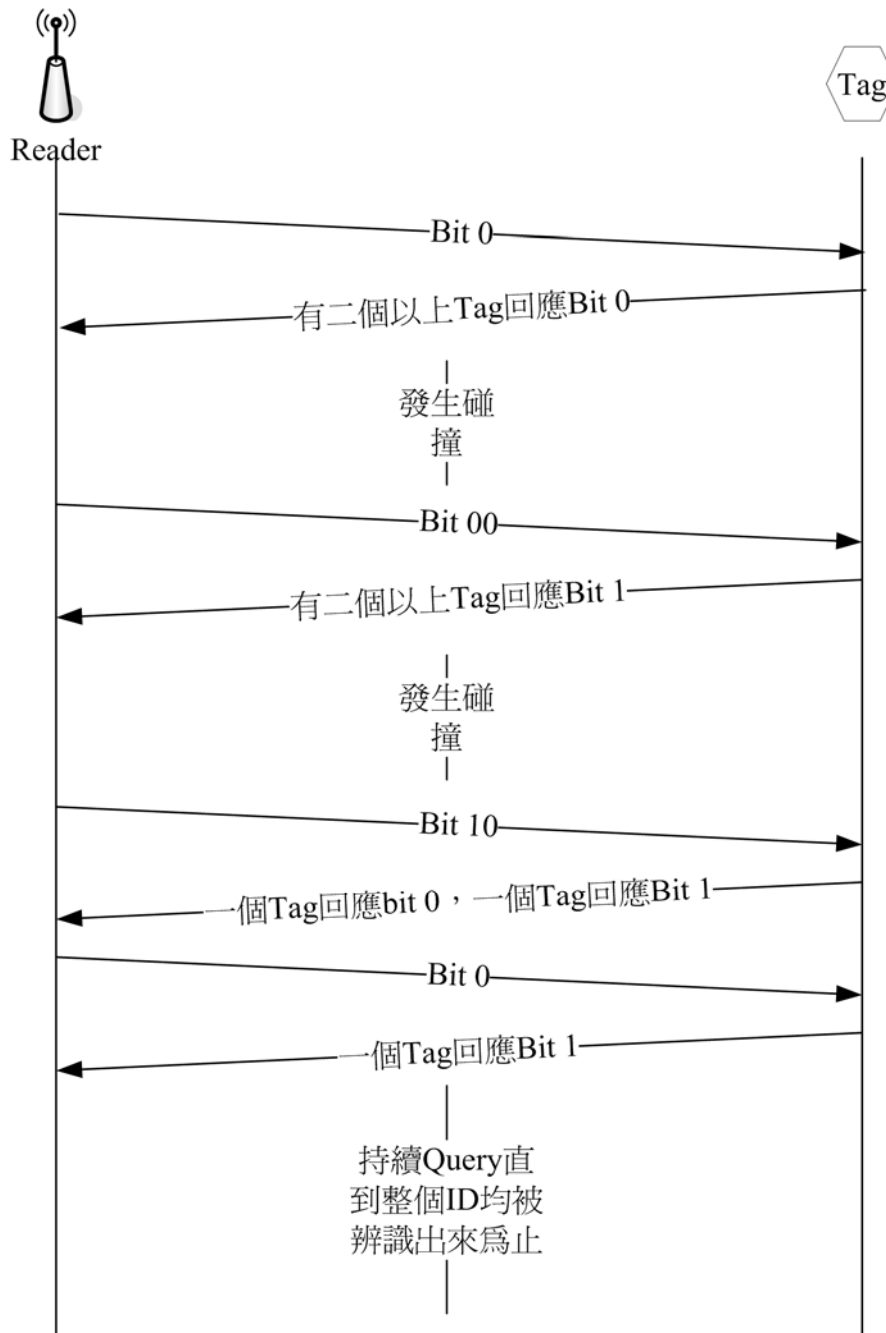 Reader
Tag
Bit 0
有二個以上Tag回應Bit 0
發生碰
撞
Bit 00
有二個以上Tag回應Bit 1
發生碰
撞
Bit 10
一個Tag回應bit 0，一個Tag回應Bit 1
Bit 0
一個Tag回應Bit 1
持續Query直
到整個ID均被
辨識出來爲止